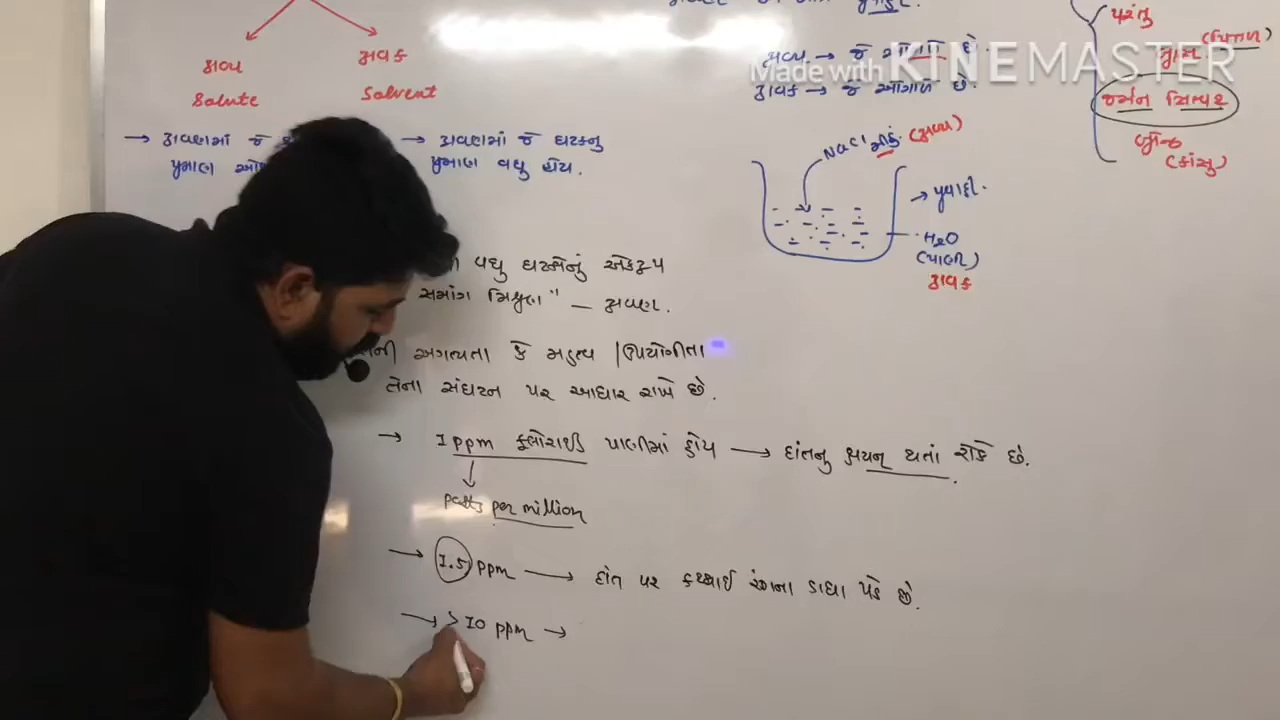 દ્રાવ્ય
Solute
દ્રાવક
Solvent
→ દ્રાવણમાં જે
પ્રમાણ
→ દ્રાવણમાં જે ઘટકનુ
પ્રમાણ વધુ હોય.
વધુ ઘટકોનું એકરૂપ
સમાંગ મિશ્રણ" – દ્રાવણ.
અગત્યતા કે મહત્વ | ઉપયોગીતા
તેના સંઘટન પર આધાર રાખે છે.
→ 1 ppm ફ્લોરાઈડ પાણીમાં હોય → દાંતનુ ક્ષયન થતાં રોકે છે.
parts per million
→ 1.5 ppm → દાંત પર કથ્થાઈ રંગના ડાઘા પડે છે.
→ >10 ppm →
દ્રાવ્ય → જે ઓગળે છે.
દ્રાવક → જે ઓગાળે છે.
NaCl મીઠું (દ્રાવ્ય)
→ પ્રવાહી.
H2O
(પાણી)
દ્રાવક
પરંતુ
(પિત્તળ)
જર્મન સિલ્વર
બ્રોન્ઝ
(કાંસુ)
Made with KINEMASTER